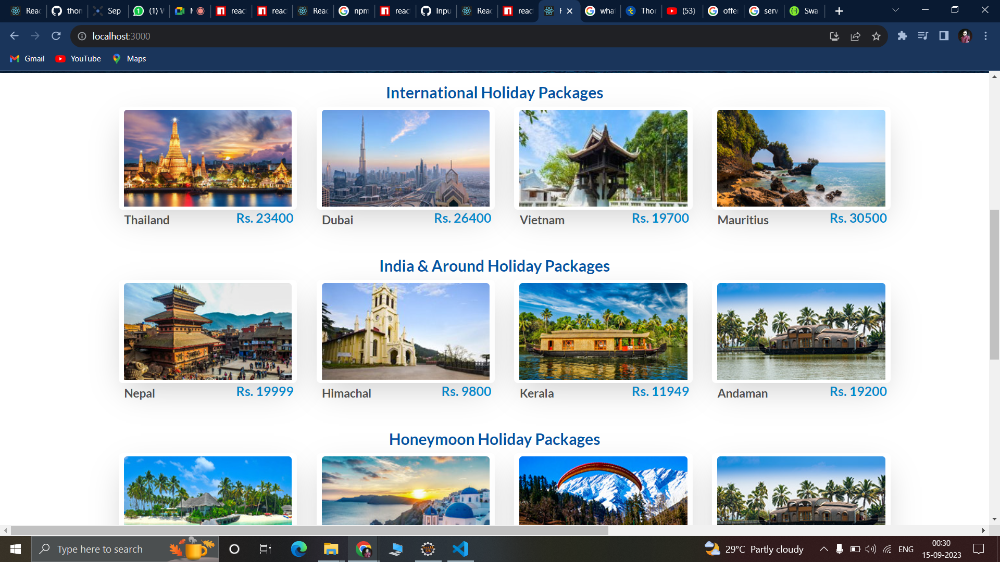 Reac
thon
Sep
(1) W
reac
reac
Reac
npm
reac
Inpu
Reac
reac
what
Thor
(53)
offe
serv
Swa
localhost:3000
Gmail
YouTube
Maps
International Holiday Packages
Thailand Rs. 23400
Dubai Rs. 26400
Vietnam Rs. 19700
Mauritius Rs. 30500
India & Around Holiday Packages
Nepal Rs. 19999
Himachal Rs. 9800
Kerala Rs. 11949
Andaman Rs. 19200
Honeymoon Holiday Packages
Type here to search
29°C Partly cloudy
ENG
00:30
15-09-2023